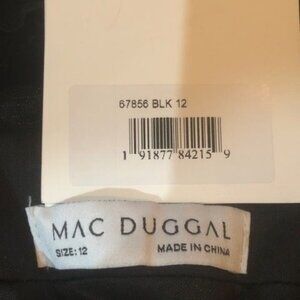 67856 BLK 12
1 91877 84215 9
MAC DUGGAL
SIZE: 12 MADE IN CHINA